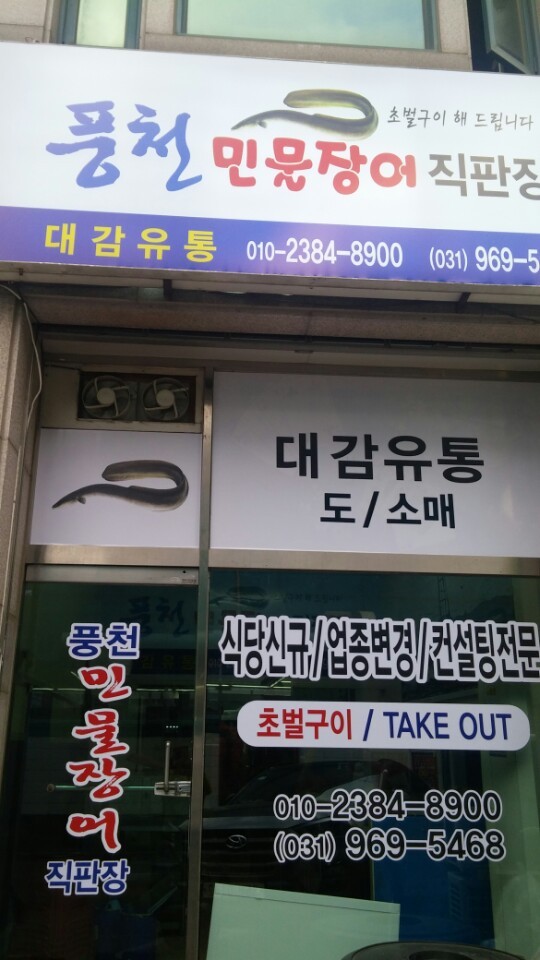 초벌구이 해 드립니다
풍천 민물장어 직판장
대감유통 010-2384-8900 (031) 969-5
대감유통
도/소매
풍천
민물장어
직판장
식당신규/업종변경/컨설팅전문
초벌구이 / TAKE OUT
010-2384-8900
(031) 969-5468